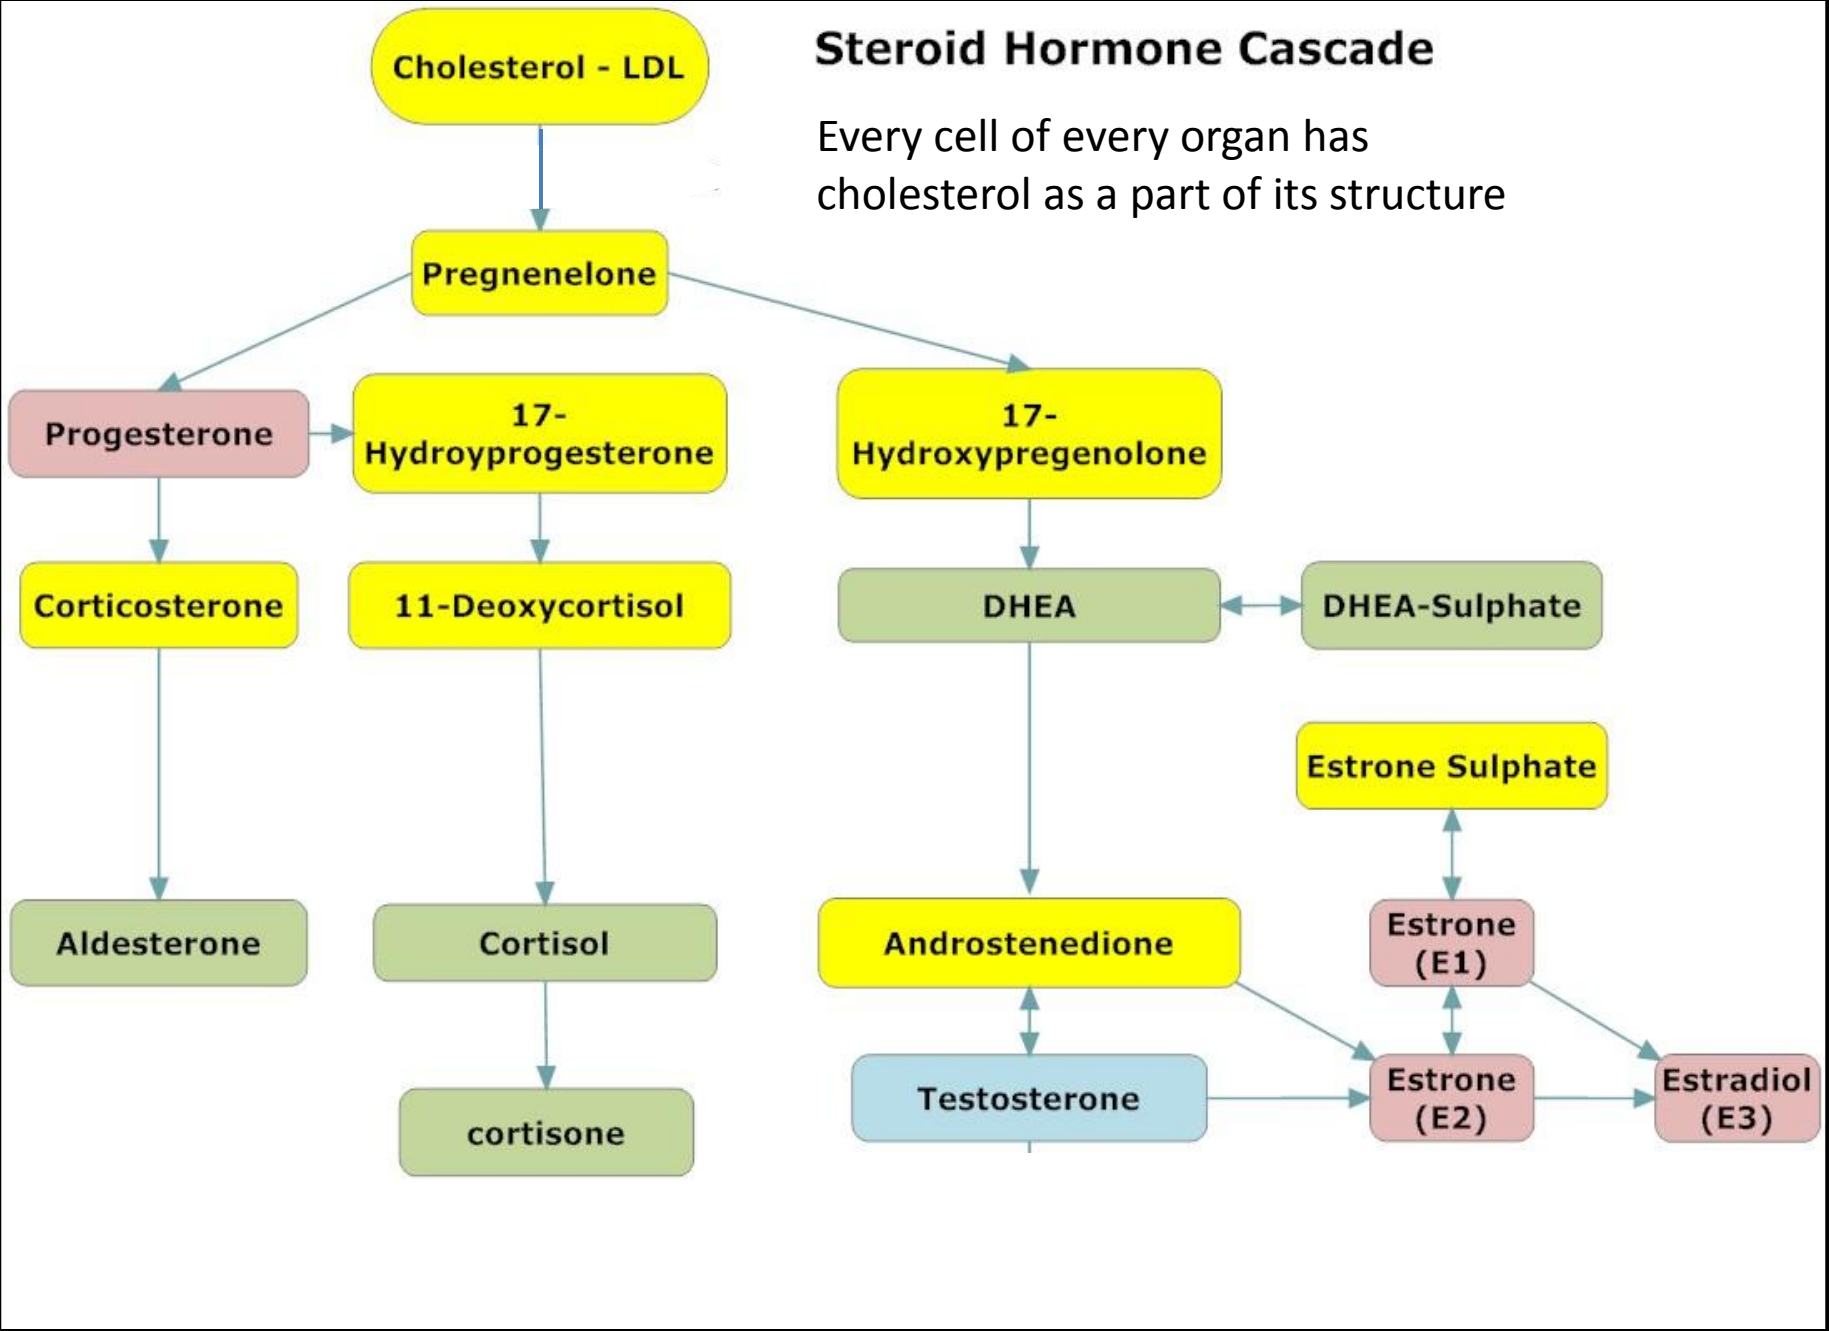 Cholesterol - LDL
Steroid Hormone Cascade
Every cell of every organ has
cholesterol as a part of its structure
Pregnenelone
Progesterone
17-
Hydroyprogesterone
17-
Hydroxypregenolone
Corticosterone
11-Deoxycortisol
DHEA
DHEA-Sulphate
Estrone Sulphate
Aldesterone
Cortisol
Androstenedione
Estrone
(E1)
Testosterone
Estrone
(E2)
Estradiol
(E3)
cortisone